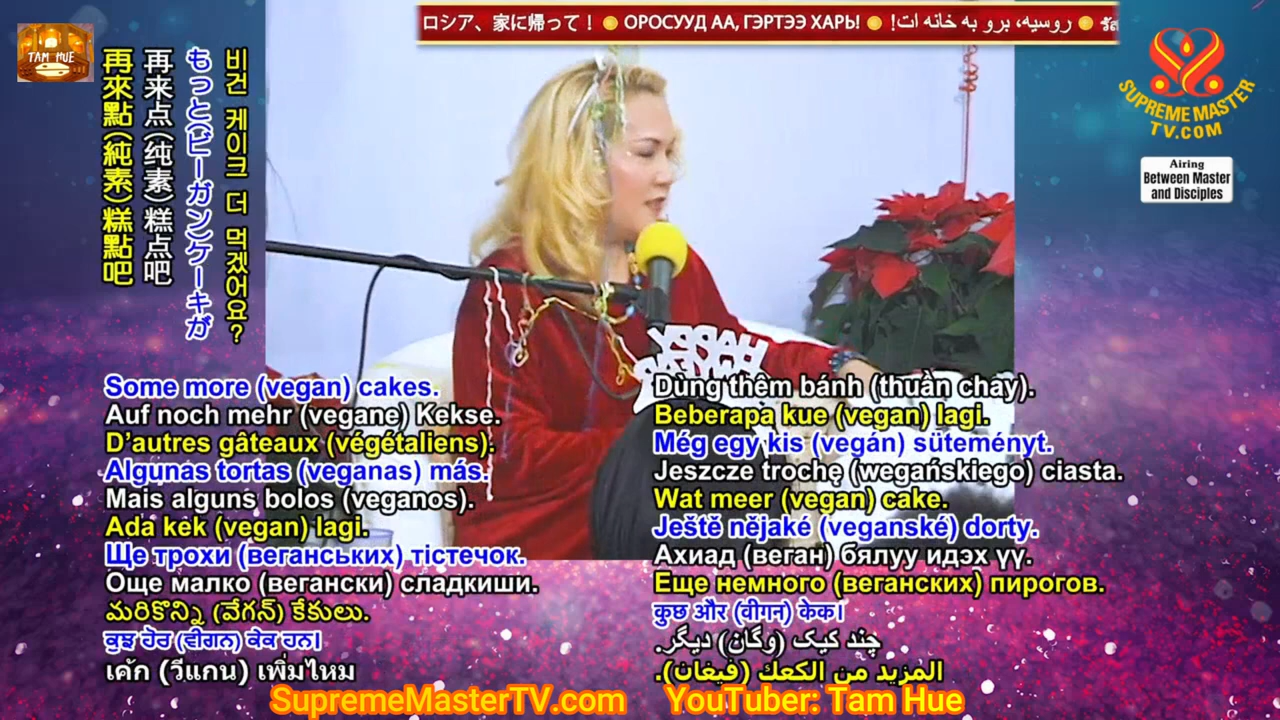 ロシア、家に帰って！ ОРОСУУД АА, ГЭРТЭЭ ХАРЬ! روسیه، برو به خانه ات!
TAM HUE
SUPREME MASTER
TV.COM
Airing
Between Master
and Disciples
비건 케이크 더 먹겠어요?
もっと(ビーガンケーキが
再来点(纯素)糕点吧
再來點(純素)糕點吧
HAPPY
Some more (vegan) cakes.
Auf noch mehr (vegane) Kekse.
D'autres gâteaux (végétaliens).
Algunas tortas (veganas) más.
Mais alguns bolos (veganos).
Ada kek (vegan) lagi.
Ще трохи (веганських) тістечок.
Още малко (вегански) сладкиши.
మరికొన్ని (వేగన్) కేకులు.
ਕੁਝ ਹੋਰ (ਵੀਗਨ) ਕੇਕ ਹਨ।
เค้ก (วีแกน) เพิ่มไหม
Dùng thêm bánh (thuần chay).
Beberapa kue (vegan) lagi.
Még egy kis (vegán) süteményt.
Jeszcze trochę (wegańskiego) ciasta.
Wat meer (vegan) cake.
Ještě nějaké (veganské) dorty.
Ахиад (веган) бялуу идэх үү.
Еще немного (веганских) пирогов.
कुछ और (वीगन) केक।
چند کیک (وگان) دیگر.
المزيد من الكعك (فيغان).
SupremeMasterTV.com YouTuber: Tam Hue